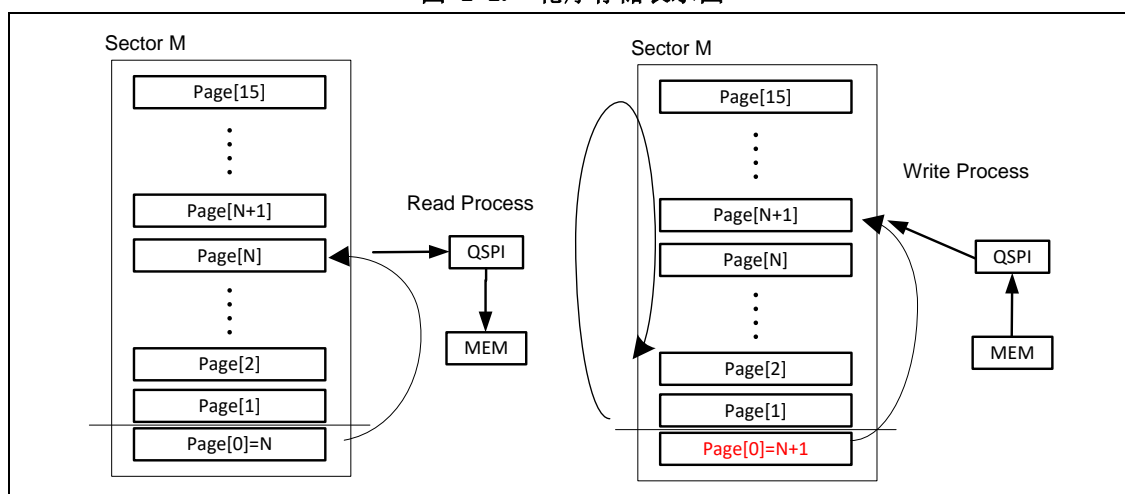 Sector M
Page[15]
Page[N+1]
Page[N]
Page[2]
Page[1]
Page[0]=N
Read Process
QSPI
MEM
Sector M
Page[15]
Page[N+1]
Page[N]
Page[2]
Page[1]
Page[0]=N+1
Write Process
QSPI
MEM